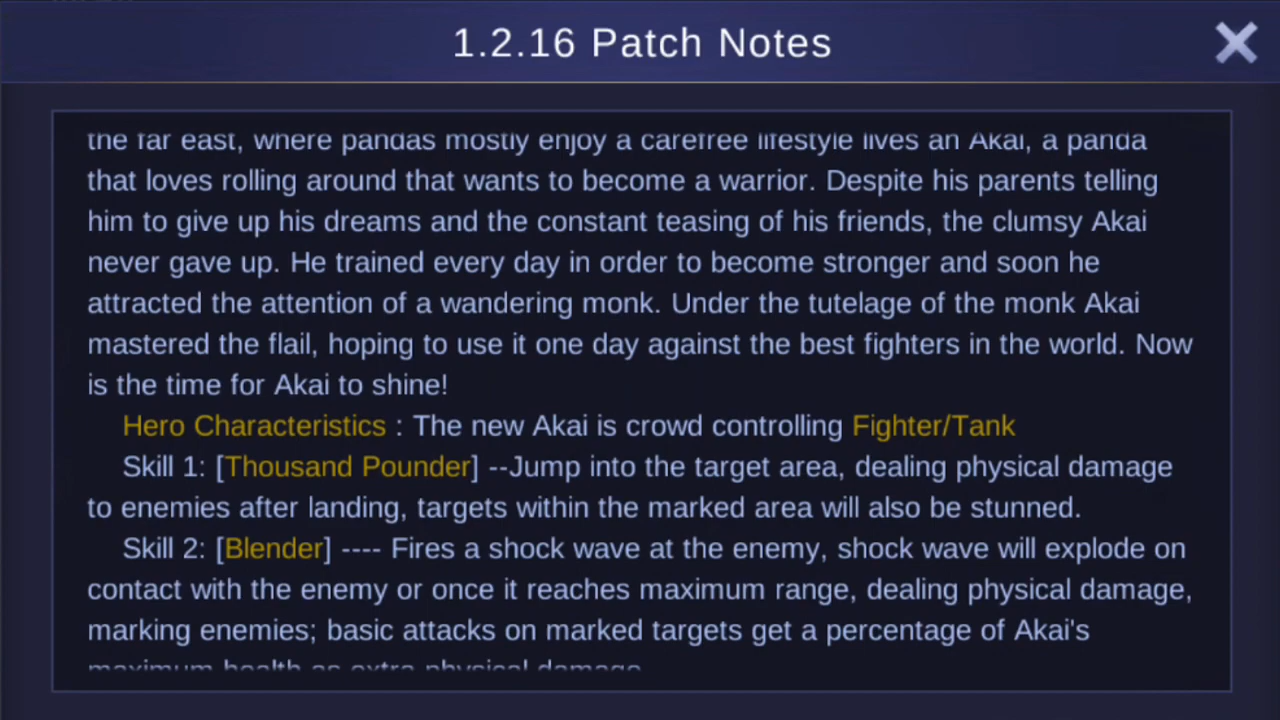 1.2.16 Patch Notes
the far east, where pandas mostly enjoy a carefree lifestyle lives an Akai, a panda
that loves rolling around that wants to become a warrior. Despite his parents telling
him to give up his dreams and the constant teasing of his friends, the clumsy Akai
never gave up. He trained every day in order to become stronger and soon he
attracted the attention of a wandering monk. Under the tutelage of the monk Akai
mastered the flail, hoping to use it one day against the best fighters in the world. Now
is the time for Akai to shine!
Hero Characteristics : The new Akai is crowd controlling Fighter/Tank
Skill 1: [Thousand Pounder] --Jump into the target area, dealing physical damage
to enemies after landing, targets within the marked area will also be stunned.
Skill 2: [Blender] ---- Fires a shock wave at the enemy, shock wave will explode on
contact with the enemy or once it reaches maximum range, dealing physical damage,
marking enemies; basic attacks on marked targets get a percentage of Akai's
maximum health as extra physical damage